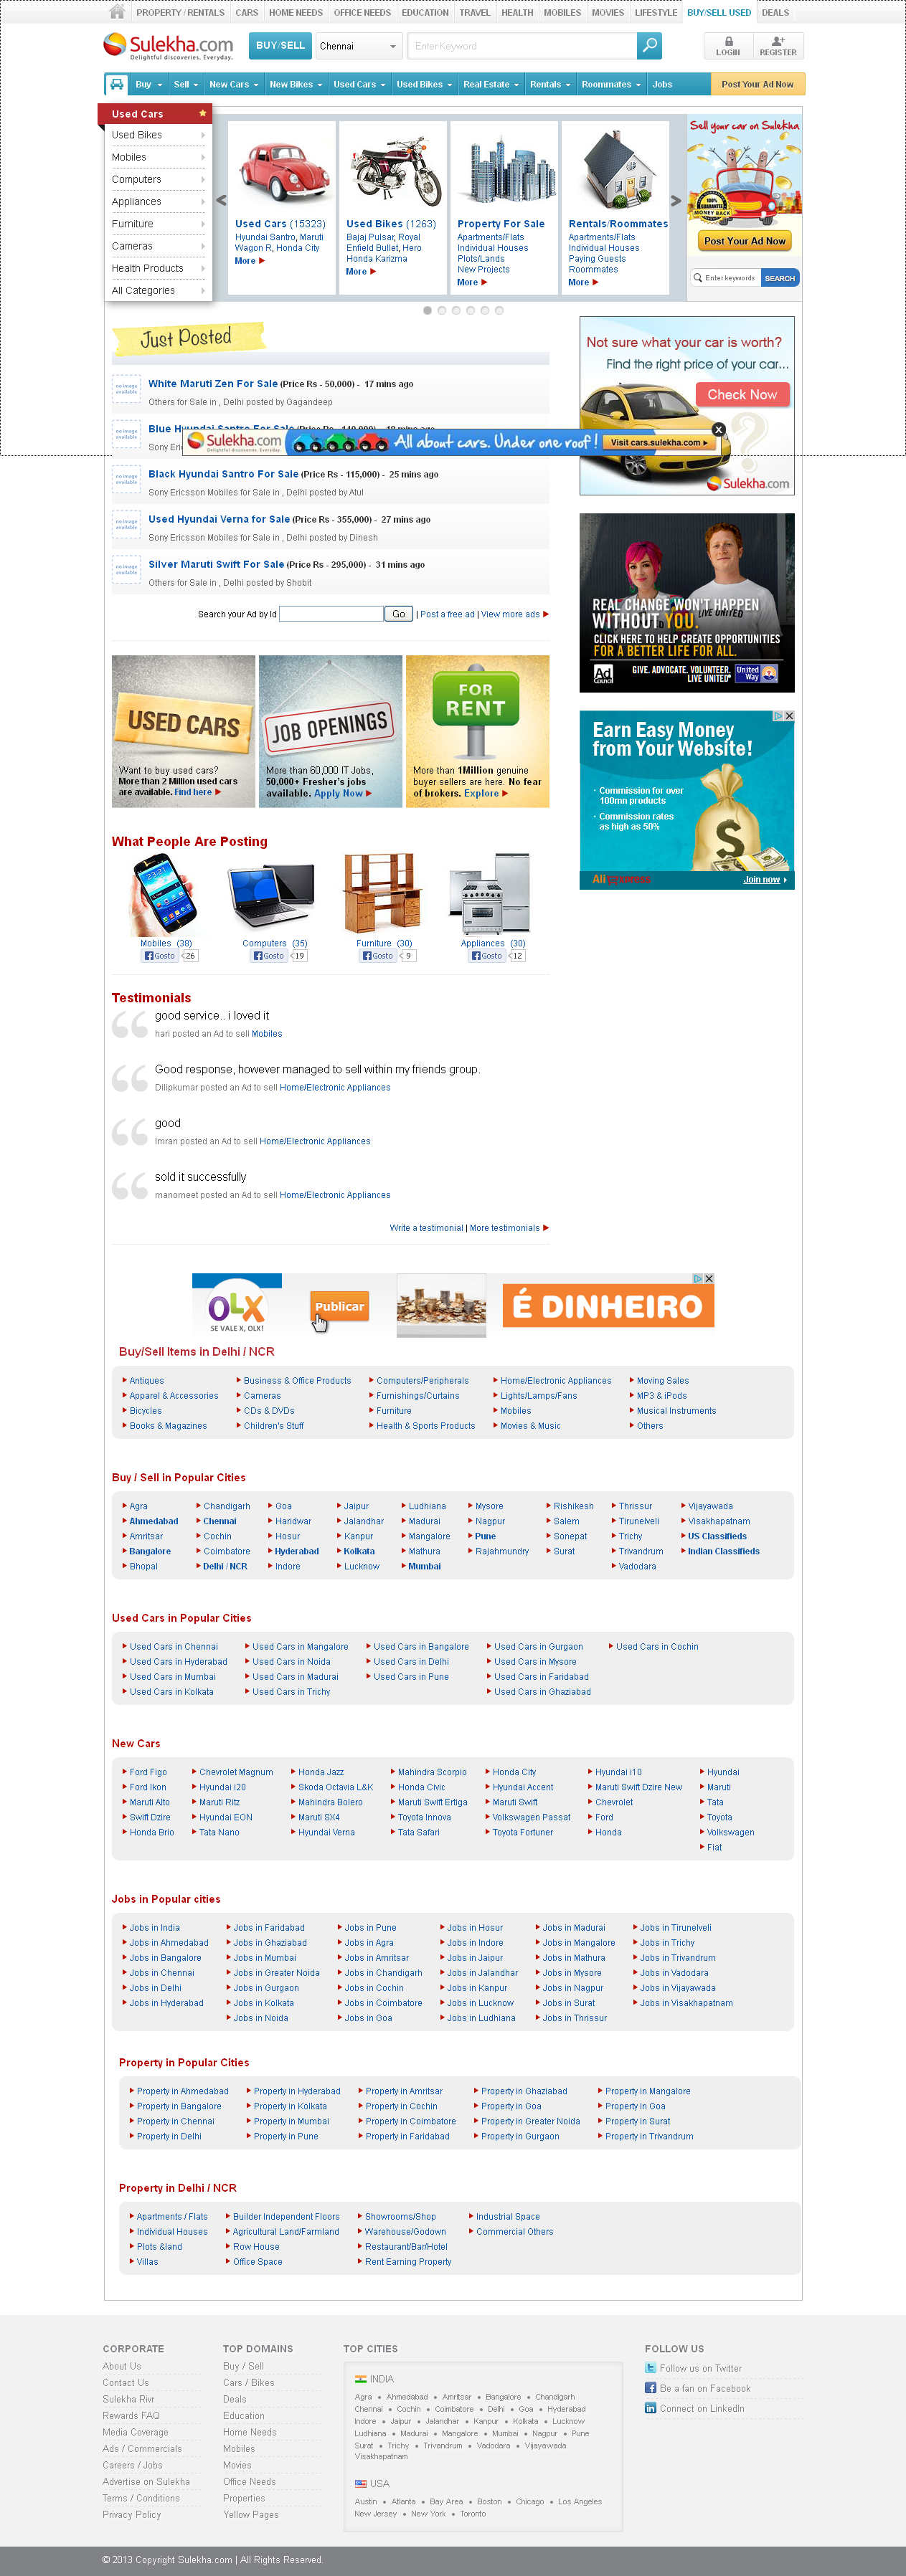 PROPERTY / RENTALS CARS HOME NEEDS OFFICE NEEDS EDUCATION TRAVEL HEALTH MOBILES MOVIES LIFESTYLE BUY/SELL USED DEALS
Sulekha.com
Delightful discoveries. Everyday.
BUY/SELL
Chennai
Enter Keyword
LOGIN
REGISTER
Buy Sell New Cars New Bikes Used Cars Used Bikes Real Estate Rentals Roommates Jobs Post Your Ad Now
Used Cars
Used Bikes
Mobiles
Computers
Appliances
Furniture
Cameras
Health Products
All Categories
Used Cars (15323)
Hyundai Santro, Maruti
Wagon R, Honda City
More
Used Bikes (1263)
Bajaj Pulsar, Royal
Enfield Bullet, Hero
Honda Karizma
More
Property For Sale
Apartments/Flats
Individual Houses
Plots/Lands
New Projects
More
Rentals/Roommates
Apartments/Flats
Individual Houses
Paying Guests
Roommates
More
Sell your car on Sulekha
100%
GUARANTEE
MONEY BACK
Post Your Ad Now
Enter keywords SEARCH
Just Posted
White Maruti Zen For Sale (Price Rs - 50,000) - 17 mins ago
Others for Sale in , Delhi posted by Gagandeep
Blue Hyundai Santro For Sale (Price Rs - 140,000) - 18 mins ago
Sony Eric
Sulekha.com
Delightful discoveries. Everyday.
All about cars. Under one roof!
Visit cars.sulekha.com
Black Hyundai Santro For Sale (Price Rs - 115,000) - 25 mins ago
Sony Ericsson Mobiles for Sale in , Delhi posted by Atul
Used Hyundai Verna for Sale (Price Rs - 355,000) - 27 mins ago
Sony Ericsson Mobiles for Sale in , Delhi posted by Dinesh
Silver Maruti Swift For Sale (Price Rs - 295,000) - 31 mins ago
Others for Sale in , Delhi posted by Shobit
no image available
no image available
no image available
no image available
no image available
Search your Ad by Id Go | Post a free ad | View more ads
Not sure what your car is worth?
Find the right price of your car...
Check Now
Sulekha.com
REAL CHANGE WON'T HAPPEN
WITHOUT YOU.
LIVE UNITED
CLICK HERE TO HELP CREATE OPPORTUNITIES
FOR A BETTER LIFE FOR ALL.
Ad Council
GIVE. ADVOCATE. VOLUNTEER.
LIVE UNITED
United Way
Earn Easy Money
from Your Website!
· Commission for over
100mn products
· Commission rates
as high as 50%
$
AliExpress
Join now
USED CARS
Want to buy used cars?
More than 2 Million used cars
are available. Find here
JOB OPENINGS
More than 60,000 IT Jobs,
50,000+ Fresher's jobs
available. Apply Now
FOR RENT
More than 1Million genuine
buyer sellers are here. No fear
of brokers. Explore
What People Are Posting
Mobiles (38) Computers (35) Furniture (30) Appliances (30)
Gosto 26 Gosto 19 Gosto 9 Gosto 12
Testimonials
good service.. i loved it
hari posted an Ad to sell Mobiles
Good response, however managed to sell within my friends group.
Dilipkumar posted an Ad to sell Home/Electronic Appliances
good
Imran posted an Ad to sell Home/Electronic Appliances
sold it successfully
manomeet posted an Ad to sell Home/Electronic Appliances
Write a testimonial | More testimonials
OLX
SE VALE X, OLX!
Publicar
É DINHEIRO
Buy/Sell Items in Delhi / NCR
Antiques Business & Office Products Computers/Peripherals Home/Electronic Appliances Moving Sales
Apparel & Accessories Cameras Furnishings/Curtains Lights/Lamps/Fans MP3 & iPods
Bicycles CDs & DVDs Furniture Mobiles Musical Instruments
Books & Magazines Children's Stuff Health & Sports Products Movies & Music Others
Buy / Sell in Popular Cities
Agra Chandigarh Goa Jaipur Ludhiana Mysore Rishikesh Thrissur Vijayawada
Ahmedabad Chennai Haridwar Jalandhar Madurai Nagpur Salem Tirunelveli Visakhapatnam
Amritsar Cochin Hosur Kanpur Mangalore Pune Sonepat Trichy US Classifieds
Bangalore Coimbatore Hyderabad Kolkata Mathura Rajahmundry Surat Trivandrum Indian Classifieds
Bhopal Delhi / NCR Indore Lucknow Mumbai Vadodara
Used Cars in Popular Cities
Used Cars in Chennai Used Cars in Mangalore Used Cars in Bangalore Used Cars in Gurgaon Used Cars in Cochin
Used Cars in Hyderabad Used Cars in Noida Used Cars in Delhi Used Cars in Mysore
Used Cars in Mumbai Used Cars in Madurai Used Cars in Pune Used Cars in Faridabad
Used Cars in Kolkata Used Cars in Trichy Used Cars in Ghaziabad
New Cars
Ford Figo Chevrolet Magnum Honda Jazz Mahindra Scorpio Honda City Hyundai i10 Hyundai
Ford Ikon Hyundai i20 Skoda Octavia L&K Honda Civic Hyundai Accent Maruti Swift Dzire New Maruti
Maruti Alto Maruti Ritz Mahindra Bolero Maruti Swift Ertiga Maruti Swift Chevrolet Tata
Swift Dzire Hyundai EON Maruti SX4 Toyota Innova Volkswagen Passat Ford Toyota
Honda Brio Tata Nano Hyundai Verna Tata Safari Toyota Fortuner Honda Volkswagen
Fiat
Jobs in Popular cities
Jobs in India Jobs in Faridabad Jobs in Pune Jobs in Hosur Jobs in Madurai Jobs in Tirunelveli
Jobs in Ahmedabad Jobs in Ghaziabad Jobs in Agra Jobs in Indore Jobs in Mangalore Jobs in Trichy
Jobs in Bangalore Jobs in Mumbai Jobs in Amritsar Jobs in Jaipur Jobs in Mathura Jobs in Trivandrum
Jobs in Chennai Jobs in Greater Noida Jobs in Chandigarh Jobs in Jalandhar Jobs in Mysore Jobs in Vadodara
Jobs in Delhi Jobs in Gurgaon Jobs in Cochin Jobs in Kanpur Jobs in Nagpur Jobs in Vijayawada
Jobs in Hyderabad Jobs in Kolkata Jobs in Coimbatore Jobs in Lucknow Jobs in Surat Jobs in Visakhapatnam
Jobs in Noida Jobs in Goa Jobs in Ludhiana Jobs in Thrissur
Property in Popular Cities
Property in Ahmedabad Property in Hyderabad Property in Amritsar Property in Ghaziabad Property in Mangalore
Property in Bangalore Property in Kolkata Property in Cochin Property in Goa Property in Goa
Property in Chennai Property in Mumbai Property in Coimbatore Property in Greater Noida Property in Surat
Property in Delhi Property in Pune Property in Faridabad Property in Gurgaon Property in Trivandrum
Property in Delhi / NCR
Apartments / Flats Builder Independent Floors Showrooms/Shop Industrial Space
Individual Houses Agricultural Land/Farmland Warehouse/Godown Commercial Others
Plots &land Row House Restaurant/Bar/Hotel
Villas Office Space Rent Earning Property
CORPORATE
About Us
Contact Us
Sulekha Rivr
Rewards FAQ
Media Coverage
Ads / Commercials
Careers / Jobs
Advertise on Sulekha
Terms / Conditions
Privacy Policy
TOP DOMAINS
Buy / Sell
Cars / Bikes
Deals
Education
Home Needs
Mobiles
Movies
Office Needs
Properties
Yellow Pages
TOP CITIES
INDIA
Agra • Ahmedabad • Amritsar • Bangalore • Chandigarh
Chennai • Cochin • Coimbatore • Delhi • Goa • Hyderabad
Indore • Jaipur • Jalandhar • Kanpur • Kolkata • Lucknow
Ludhiana • Madurai • Mangalore • Mumbai • Nagpur • Pune
Surat • Trichy • Trivandrum • Vadodara • Vijayawada
Visakhapatnam
USA
Austin • Atlanta • Bay Area • Boston • Chicago • Los Angeles
New Jersey • New York • Toronto
FOLLOW US
Follow us on Twitter
Be a fan on Facebook
Connect on LinkedIn
© 2013 Copyright Sulekha.com | All Rights Reserved.